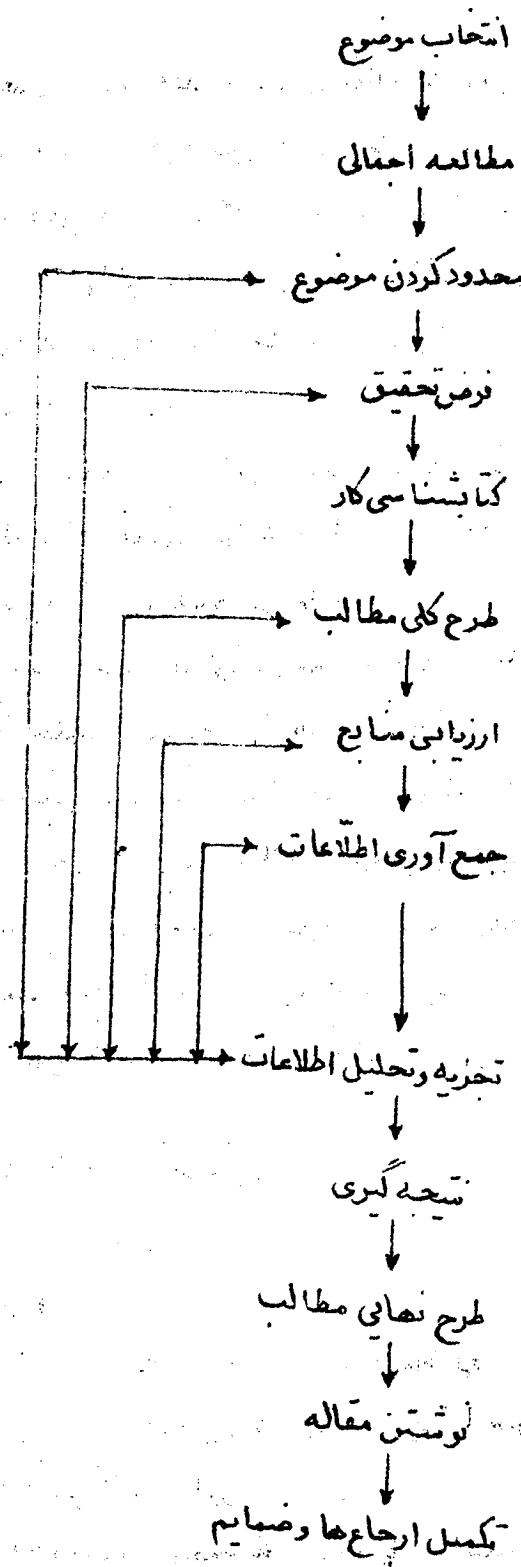 انتخاب موضوع
مطالعه اجمالی
محدود کردن موضوع
فرض تحقیق
کتابشناسی کار
طرح کلی مطالب
ارزیابی منابع
جمع آوری اطلاعات
تجزیه و تحلیل اطلاعات
نتیجه گیری
طرح نهایی مطالب
نوشتن مقاله
تکمیل ارجاع‌ها و ضمایم